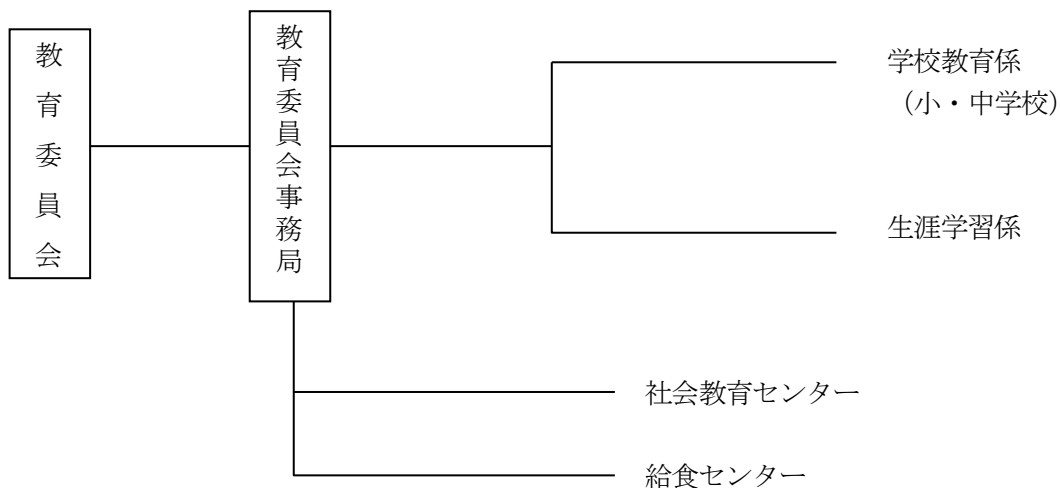 教育委員会
教育委員会事務局
学校教育係
（小・中学校）
生涯学習係
社会教育センター
給食センター